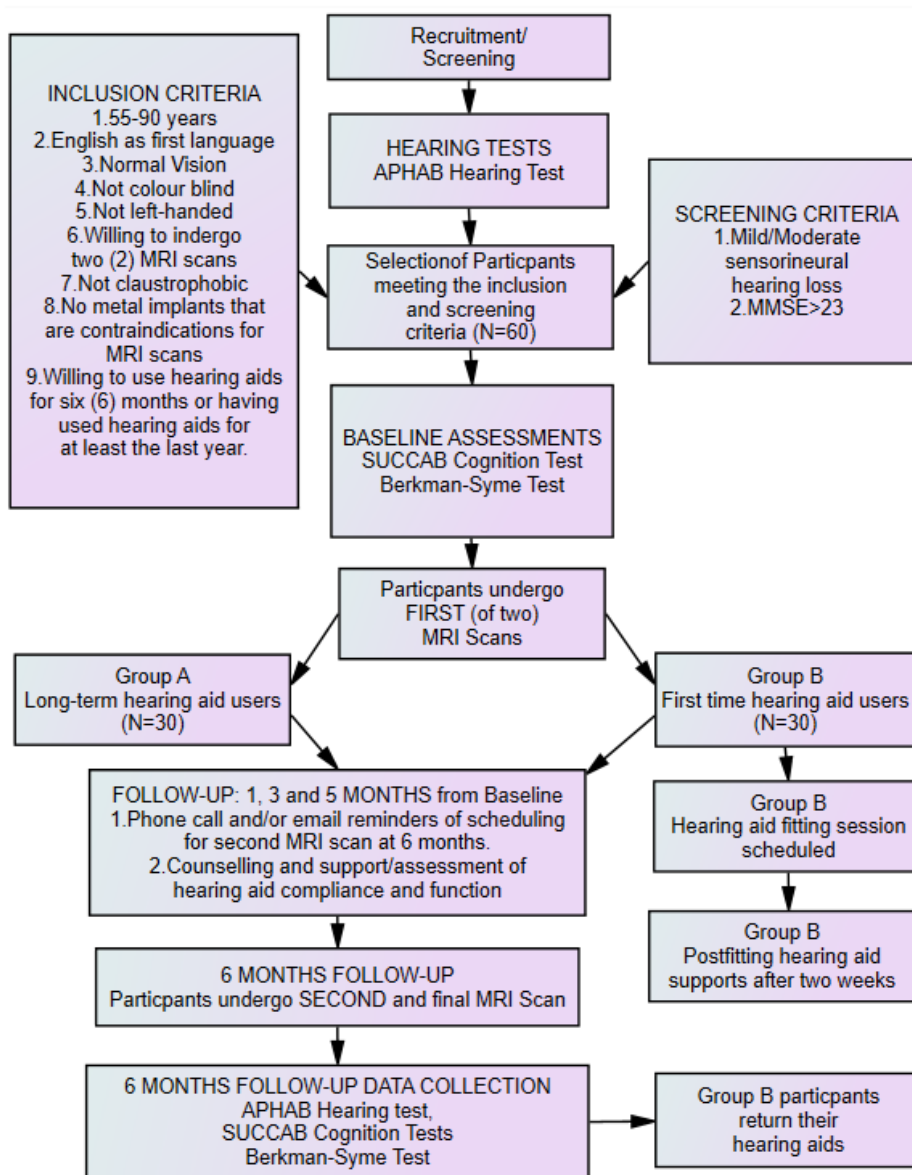 Recruitment/
Screening
INCLUSION CRITERIA
1.55-90 years
2.English as first language
3.Normal Vision
4.Not colour blind
5.Not left-handed
6.Willing to indergo
two (2) MRI scans
7.Not claustrophobic
8.No metal implants that
are contraindications for
MRI scans
9.Willing to use hearing aids
for six (6) months or having
used hearing aids for
at least the last year.
HEARING TESTS
APHAB Hearing Test
SCREENING CRITERIA
1.Mild/Moderate
sensorineural
hearing loss
2.MMSE>23
Selectionof Particpants
meeting the inclusion
and screening
criteria (N=60)
BASELINE ASSESSMENTS
SUCCAB Cognition Test
Berkman-Syme Test
Particpants undergo
FIRST (of two)
MRI Scans
Group A
Long-term hearing aid users
(N=30)
Group B
First time hearing aid users
(N=30)
FOLLOW-UP: 1, 3 and 5 MONTHS from Baseline
1.Phone call and/or email reminders of scheduling
for second MRI scan at 6 months.
2.Counselling and support/assessment of
hearing aid compliance and function
Group B
Hearing aid fitting session
scheduled
Group B
Postfitting hearing aid
supports after two weeks
6 MONTHS FOLLOW-UP
Particpants undergo SECOND and final MRI Scan
6 MONTHS FOLLOW-UP DATA COLLECTION
APHAB Hearing test,
SUCCAB Cognition Tests
Berkman-Syme Test
Group B particpants
return their
hearing aids